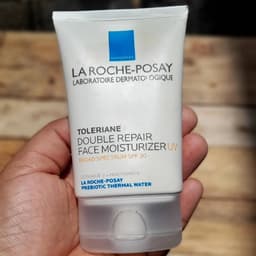 LA ROCHE-POSAY
LABORATOIRE DERMATOLOGIQUE
TOLERIANE
DOUBLE REPAIR
FACE MOISTURIZER UV
BROAD SPECTRUM SPF 30
LA ROCHE-POSAY
PREBIOTIC THERMAL WATER